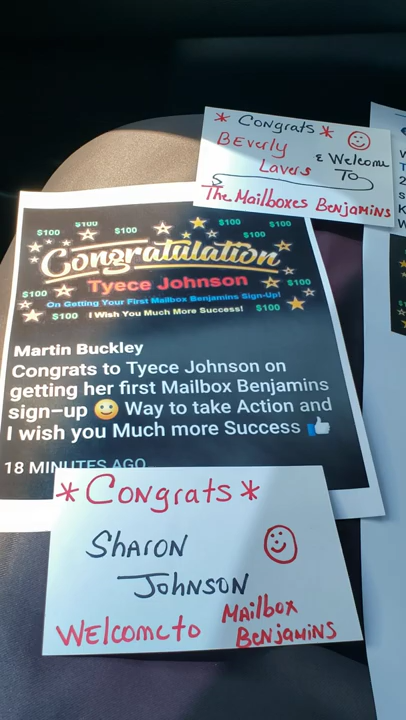 * Congrats *
BEverly
Lavers & Welcome
To
The Mailboxes Benjamins
$100 $100 $100 $100 $100
$100
Congratulation
Tyece Johnson
$100 $100
On Getting Your First Mailbox Benjamins Sign-Up!
$100 I Wish You Much More Success! $100
Martin Buckley
Congrats to Tyece Johnson on
getting her first Mailbox Benjamins
sign-up 😀 Way to take Action and
I wish you Much more Success 👍
18 MINUTES AGO
* Congrats *
Sharon
Johnson
Welcome to Mailbox
Benjamins